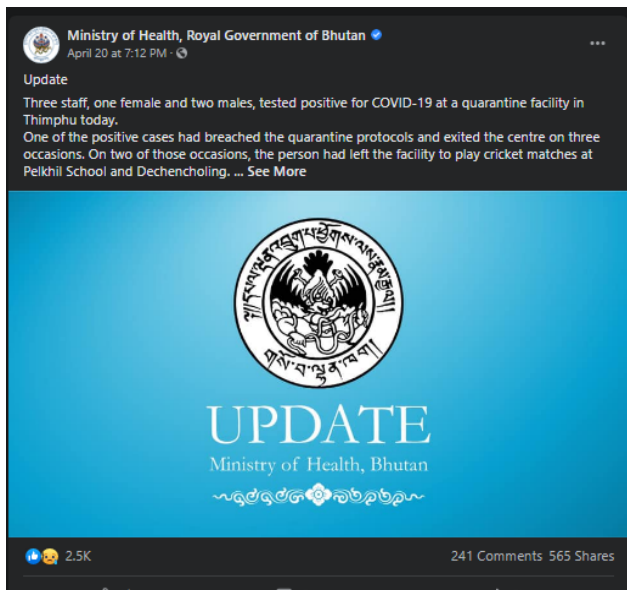 Ministry of Health, Royal Government of Bhutan
April 20 at 7:12 PM ·
Update
Three staff, one female and two males, tested positive for COVID-19 at a quarantine facility in
Thimphu today.
One of the positive cases had breached the quarantine protocols and exited the centre on three
occasions. On two of those occasions, the person had left the facility to play cricket matches at
Pelkhil School and Dechencholing. ... See More
གསོ་བ་ལྷན་ཁག།
UPDATE
Ministry of Health, Bhutan
2.5K
241 Comments 565 Shares